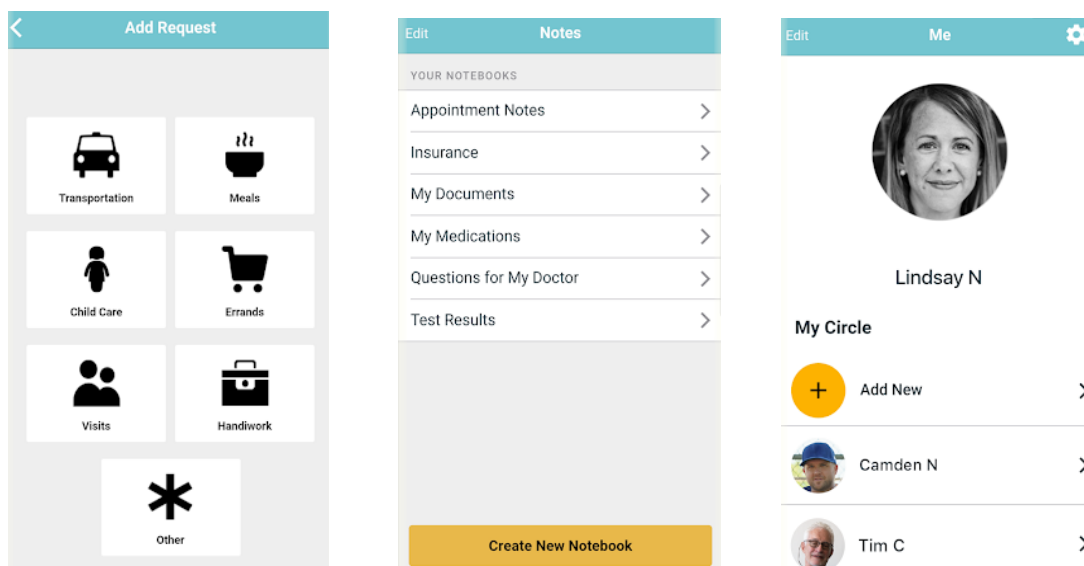 Add Request
Transportation
Meals
Child Care
Errands
Visits
Handiwork
Other
Edit
Notes
YOUR NOTEBOOKS
Appointment Notes
Insurance
My Documents
My Medications
Questions for My Doctor
Test Results
Create New Notebook
Edit
Me
Lindsay N
My Circle
Add New
Camden N
Tim C